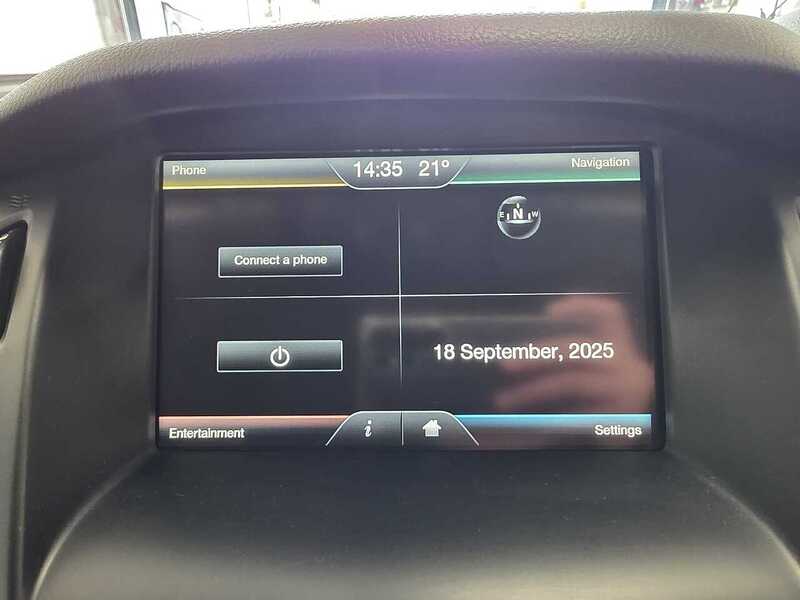 Phone
14:35 21°
Navigation
E N W
Connect a phone
18 September, 2025
Entertainment
i
Settings